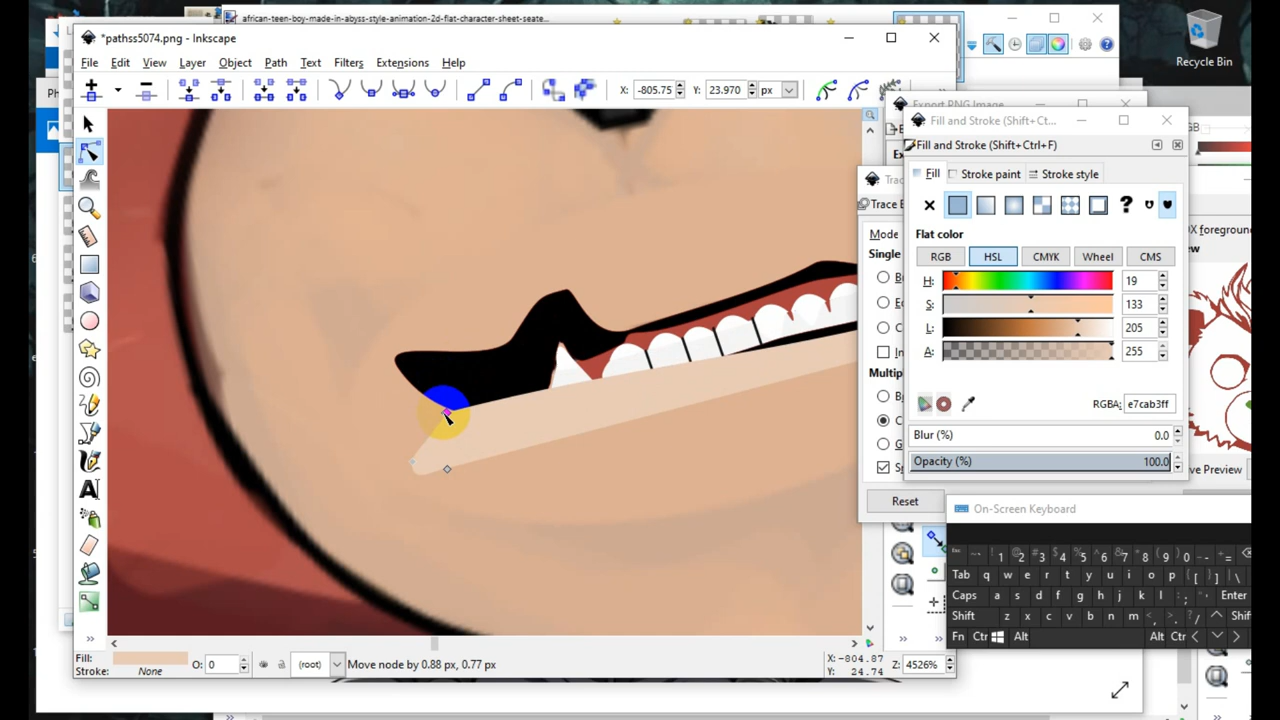 african-teen-boy-made-in-abyss-style-animation-2d-flat-character-sheet-seate...
*pathss5074.png - Inkscape
Recycle Bin
File Edit View Layer Object Path Text Filters Extensions Help
X: -805.75 Y: 23.970 px
Export PNG Image
Fill and Stroke (Shift+Ct...
Fill and Stroke (Shift+Ctrl+F)
Fill Stroke paint Stroke style
Flat color
RGB HSL CMYK Wheel CMS
H: 19
S: 133
L: 205
A: 255
RGBA: e7cab3ff
Blur (%) 0.0
Opacity (%) 100.0
Mode
Single
Reset
On-Screen Keyboard
Tab q w e r t y u i o p [ ] \
Caps a s d f g h j k l ; , Enter
Shift z x c v b n m , . / Shif
Fn Ctr Alt Alt Ctr
Fill:
Stroke: None
O: 0
(root)
Move node by 0.88 px, 0.77 px
X: -804.87
Y: 24.74
Z: 4526%